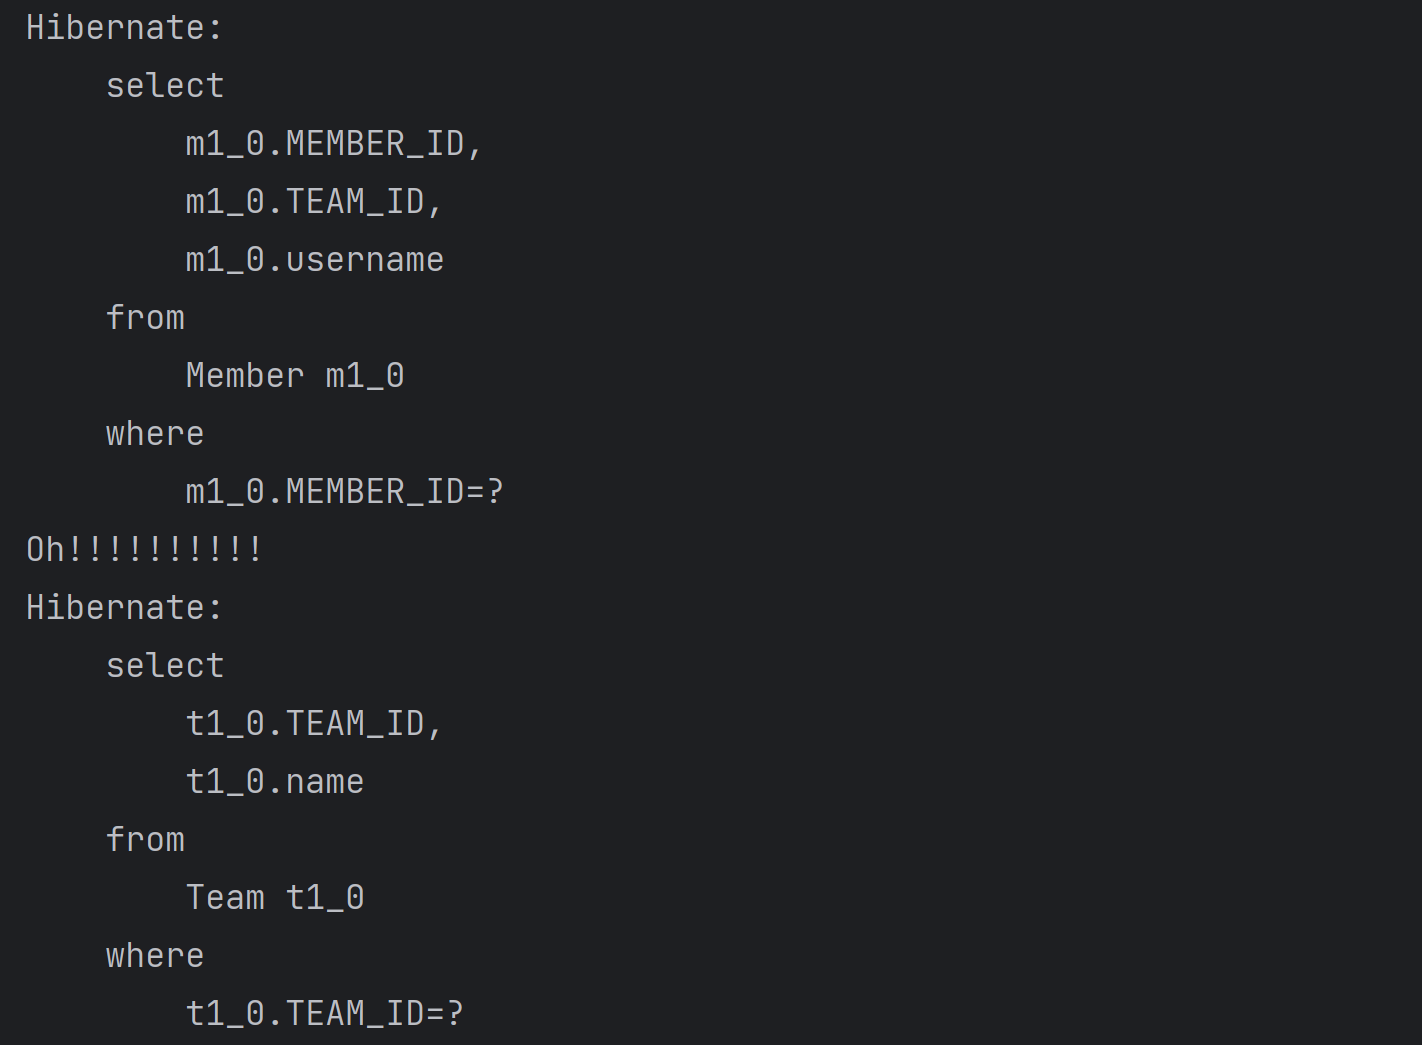 Hibernate:
    select
        m1_0.MEMBER_ID,
        m1_0.TEAM_ID,
        m1_0.username
    from
        Member m1_0
    where
        m1_0.MEMBER_ID=?
Oh!!!!!!!!!!
Hibernate:
    select
        t1_0.TEAM_ID,
        t1_0.name
    from
        Team t1_0
    where
        t1_0.TEAM_ID=?